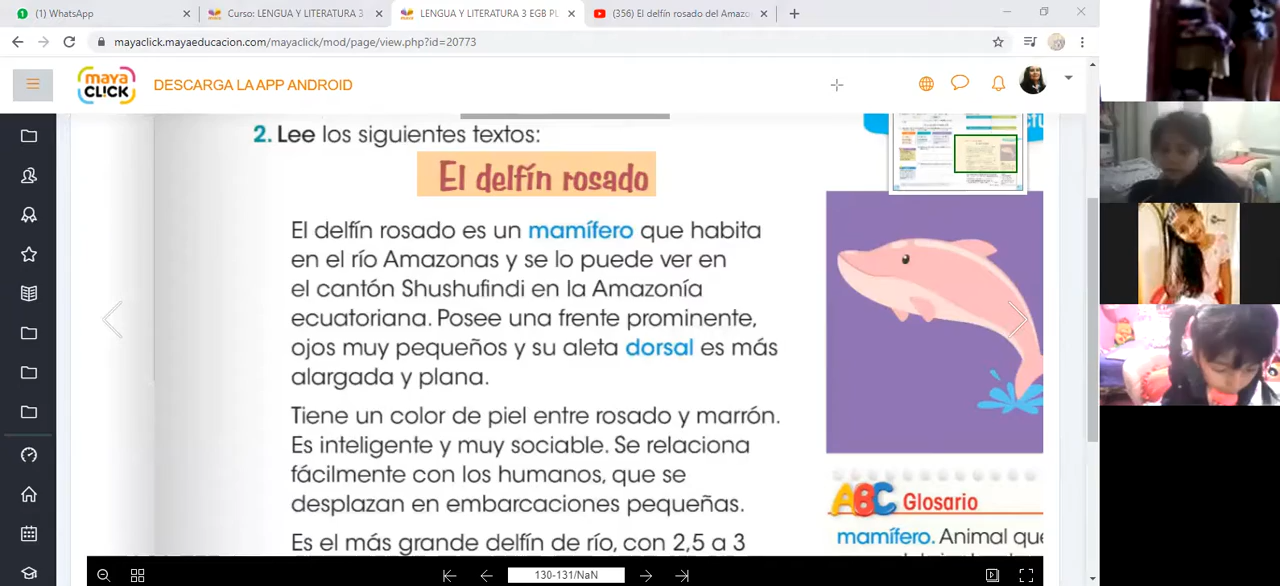 (1) WhatsApp
Curso: LENGUA Y LITERATURA 3
LENGUA Y LITERATURA 3 EGB PL
(356) El delfín rosado del Amazo
mayaclick.mayaeducacion.com/mayaclick/mod/page/view.php?id=20773
maya
CLICK
DESCARGA LA APP ANDROID
2. Lee los siguientes textos:
El delfín rosado
El delfín rosado es un mamífero que habita
en el río Amazonas y se lo puede ver en
el cantón Shushufindi en la Amazonía
ecuatoriana. Posee una frente prominente,
ojos muy pequeños y su aleta dorsal es más
alargada y plana.
Tiene un color de piel entre rosado y marrón.
Es inteligente y muy sociable. Se relaciona
fácilmente con los humanos, que se
desplazan en embarcaciones pequeñas.
Es el más grande delfín de río, con 2,5 a 3
ABC Glosario
mamífero. Animal que
130-131/NaN